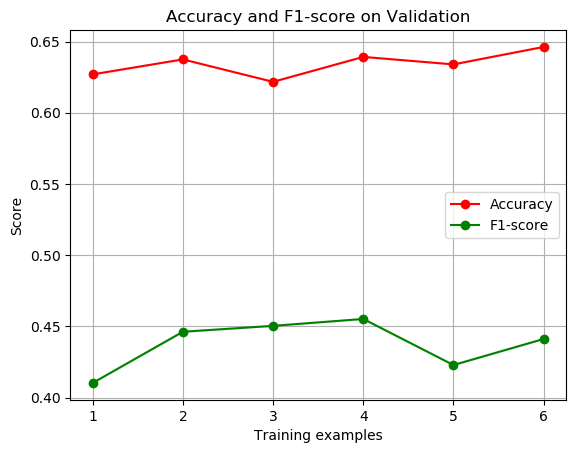 Accuracy and F1-score on Validation
0.65
0.60
0.55
0.50
0.45
0.40
Score
Accuracy
F1-score
1 2 3 4 5 6
Training examples